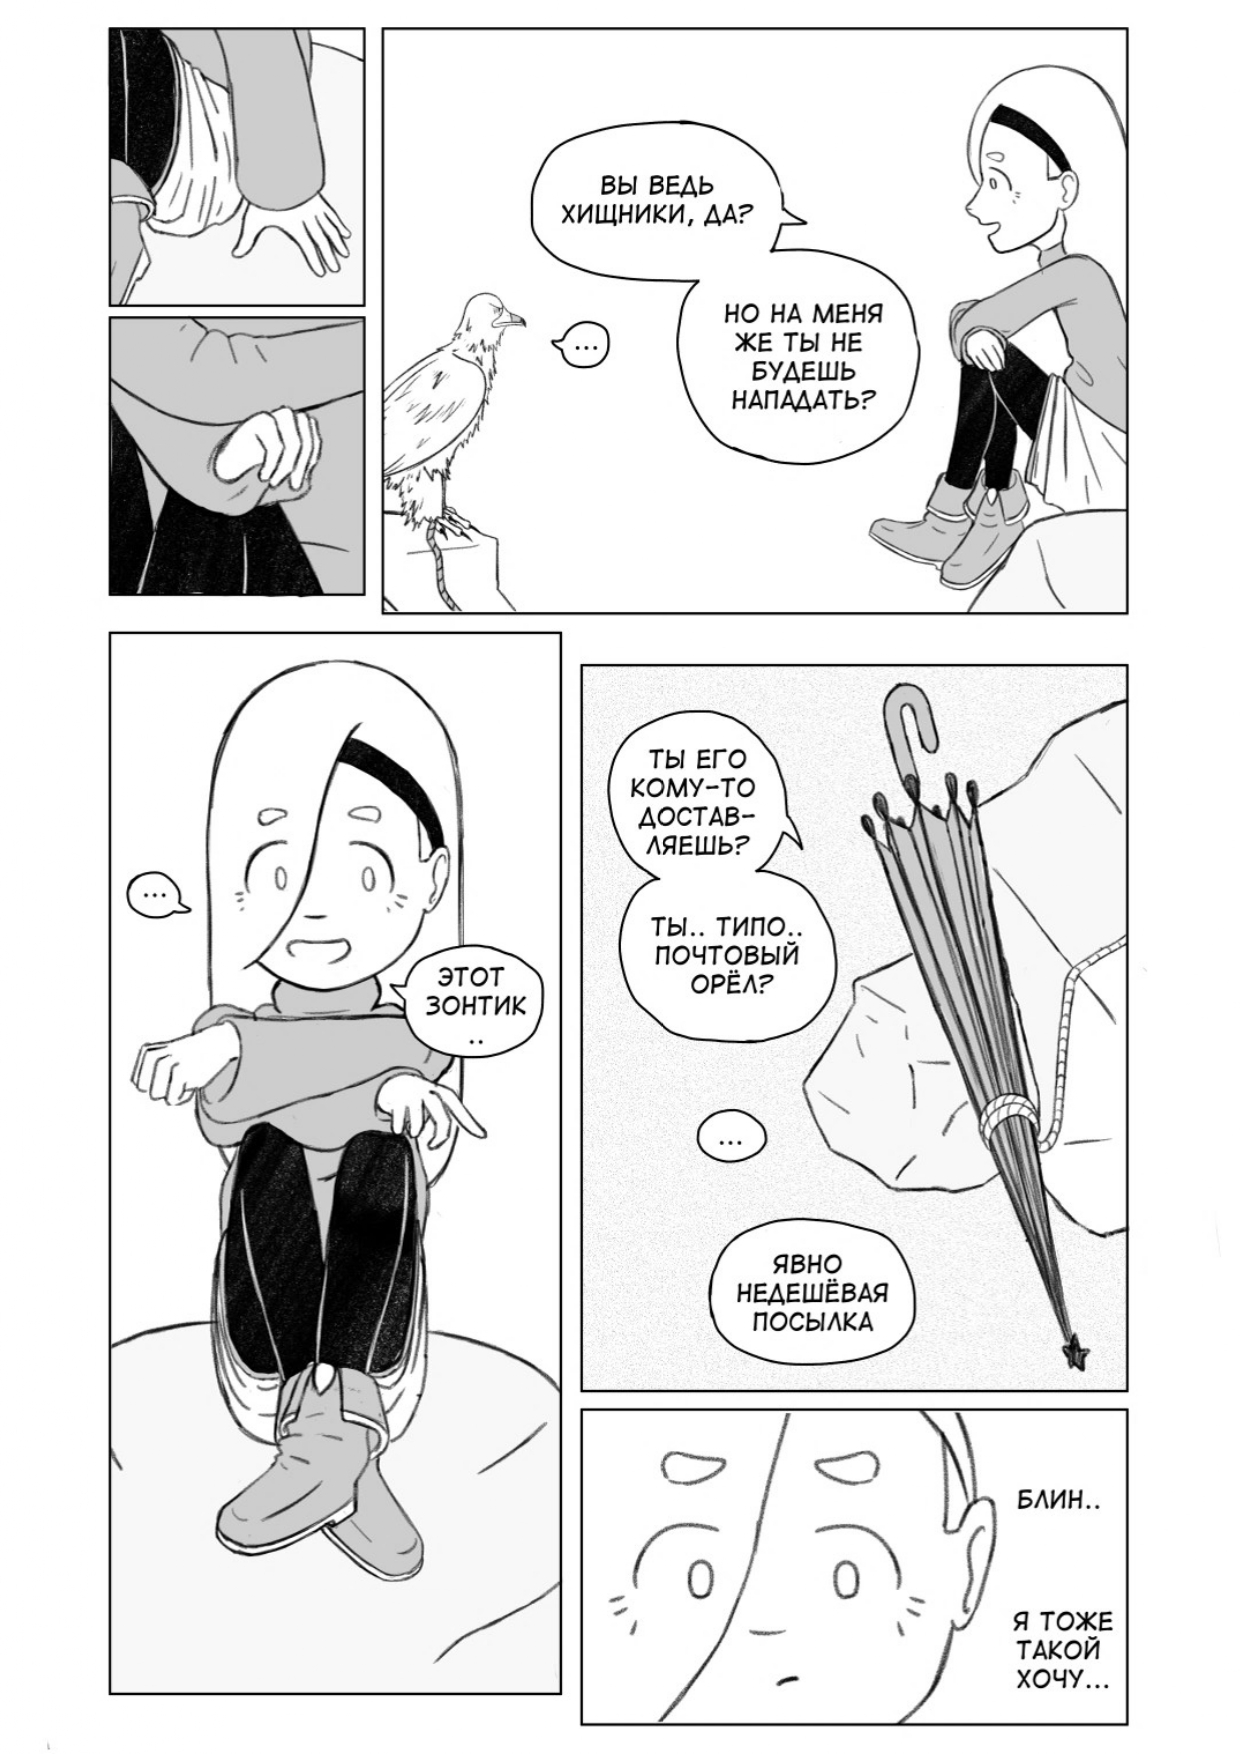 ВЫ ВЕДЬ
ХИЩНИКИ, ДА?
НО НА МЕНЯ
ЖЕ ТЫ НЕ
БУДЕШЬ
НАПАДАТЬ?
...
...
ЭТОТ
ЗОНТИК
..
ТЫ ЕГО
КОМУ-ТО
ДОСТАВ-
ЛЯЕШЬ?
ТЫ.. ТИПО..
ПОЧТОВЫЙ
ОРЁЛ?
...
ЯВНО
НЕДЕШЁВАЯ
ПОСЫЛКА
БЛИН..
Я ТОЖЕ
ТАКОЙ
ХОЧУ...